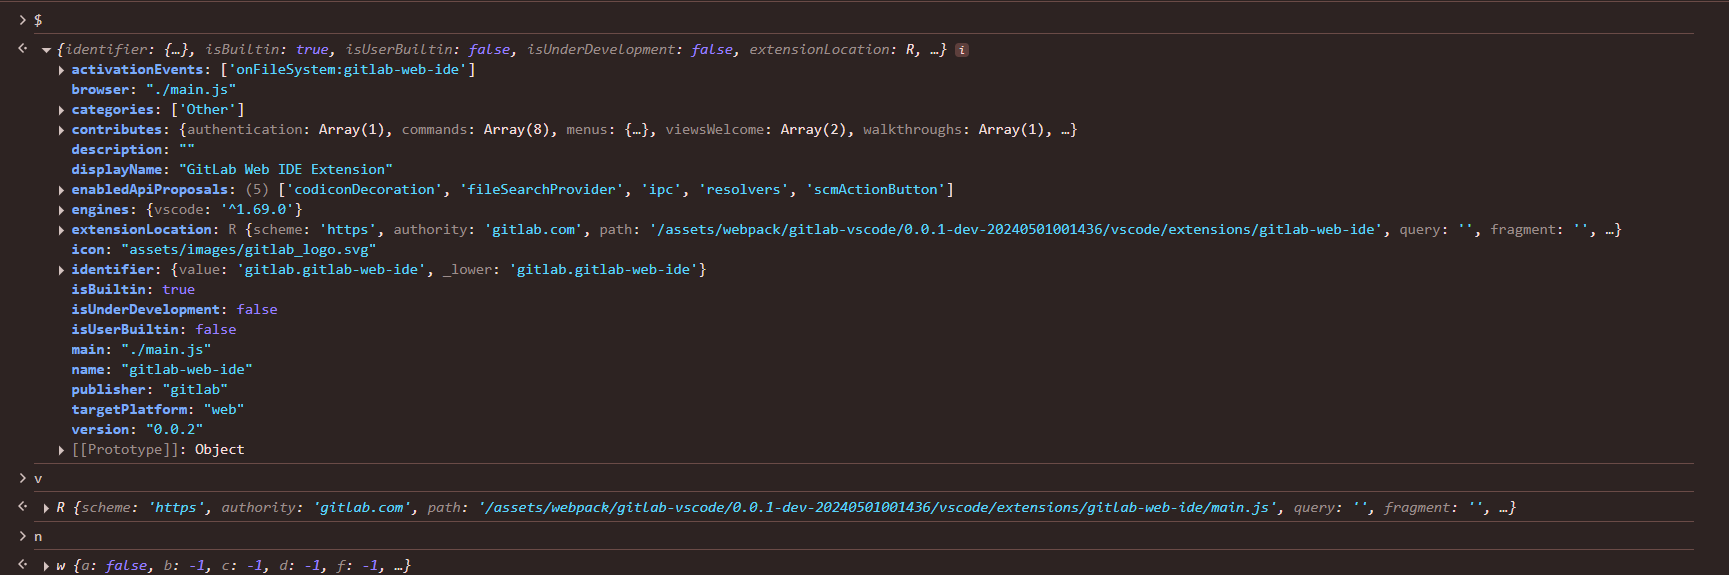 $
{identifier: {…}, isBuiltin: true, isUserBuiltin: false, isUnderDevelopment: false, extensionLocation: R, …} i
activationEvents: ['onFileSystem:gitlab-web-ide']
browser: "./main.js"
categories: ['Other']
contributes: {authentication: Array(1), commands: Array(8), menus: {…}, viewsWelcome: Array(2), walkthroughs: Array(1), …}
description: ""
displayName: "GitLab Web IDE Extension"
enabledApiProposals: (5) ['codiconDecoration', 'fileSearchProvider', 'ipc', 'resolvers', 'scmActionButton']
engines: {vscode: '^1.69.0'}
extensionLocation: R {scheme: 'https', authority: 'gitlab.com', path: '/assets/webpack/gitlab-vscode/0.0.1-dev-20240501001436/vscode/extensions/gitlab-web-ide', query: '', fragment: '', …}
icon: "assets/images/gitlab_logo.svg"
identifier: {value: 'gitlab.gitlab-web-ide', _lower: 'gitlab.gitlab-web-ide'}
isBuiltin: true
isUnderDevelopment: false
isUserBuiltin: false
main: "./main.js"
name: "gitlab-web-ide"
publisher: "gitlab"
targetPlatform: "web"
version: "0.0.2"
[[Prototype]]: Object
v
R {scheme: 'https', authority: 'gitlab.com', path: '/assets/webpack/gitlab-vscode/0.0.1-dev-20240501001436/vscode/extensions/gitlab-web-ide/main.js', query: '', fragment: '', …}
n
w {a: false, b: -1, c: -1, d: -1, f: -1, …}